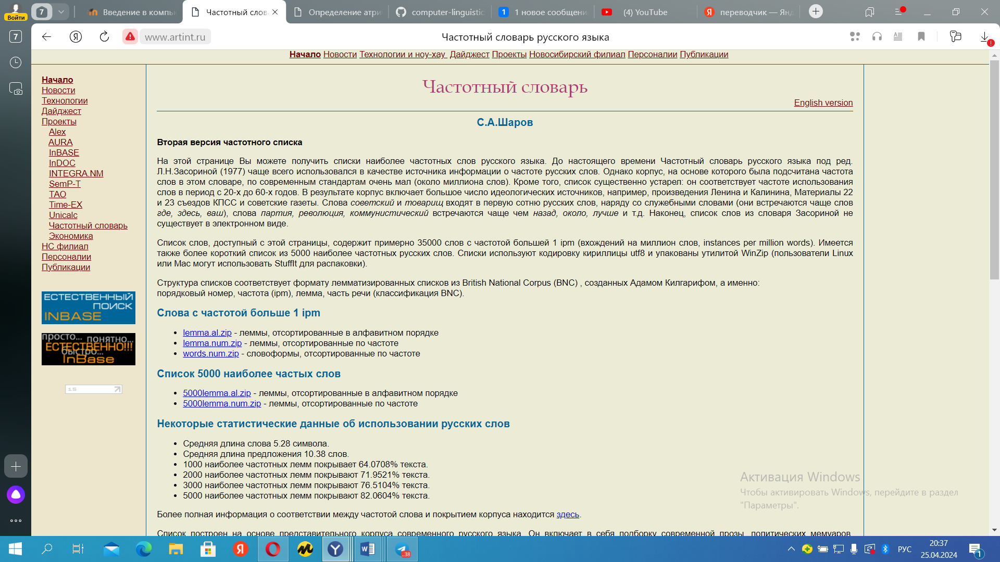 Войти
7
Введение в компь
Частотный слова
Определение атри
computer-linguistic
1
1 новое сообщени
(4) YouTube
переводчик — Янд
7
www.artint.ru
Частотный словарь русского языка
Начало Новости Технологии и ноу-хау Дайджест Проекты Новосибирский филиал Персоналии Публикации
Начало
Новости
Технологии
Дайджест
Проекты
Alex
AURA
InBASE
InDOC
INTEGRA.NM
SemP-T
TAO
Time-EX
Unicalc
Частотный словарь
Экономика
НС филиал
Персоналии
Публикации
ЕСТЕСТВЕННЫЙ
ПОИСК
INBASE
просто... понятно...
ЕСТЕСТВЕННО!!!
быстро...
InBase
15
Частотный словарь
English version
С.А.Шаров
Вторая версия частотного списка
На этой странице Вы можете получить списки наиболее частотных слов русского языка. До настоящего времени Частотный словарь русского языка под ред.
Л.Н.Засориной (1977) чаще всего использовался в качестве источника информации о частоте русских слов. Однако корпус, на основе которого была подсчитана частота
слов в этом словаре, по современным стандартам очень мал (около миллиона слов). Кроме того, список существенно устарел: он соответствует частоте использования
слов в период с 20-х до 60-х годов. В результате корпус включает большое число идеологических источников, например, произведения Ленина и Калинина, Материалы 22
и 23 съездов КПСС и советские газеты. Слова советский и товарищ входят в первую сотню русских слов, наряду со служебными словами (они встречаются чаще слов
где, здесь, ваш), слова партия, революция, коммунистический встречаются чаще чем назад, около, лучше и т.д. Наконец, список слов из словаря Засориной не
существует в электронном виде.
Список слов, доступный с этой страницы, содержит примерно 35000 слов с частотой большей 1 ipm (вхождений на миллион слов, instances per million words). Имеется
также более короткий список из 5000 наиболее частотных русских слов. Списки используют кодировку кириллицы utf8 и упакованы утилитой WinZip (пользователи Linux
или Mac могут использовать StuffIt для распаковки).
Структура списков соответствует формату лемматизированных списков из British National Corpus (BNC) , созданных Адамом Килгарифом, а именно:
порядковый номер, частота (ipm), лемма, часть речи (классификация BNC).
Слова с частотой больше 1 ipm
• lemma.al.zip - леммы, отсортированные в алфавитном порядке
• lemma.num.zip - леммы, отсортированные по частоте
• words.num.zip - словоформы, отсортированные по частоте
Список 5000 наиболее частых слов
• 5000lemma.al.zip - леммы, отсортированные в алфавитном порядке
• 5000lemma.num.zip - леммы, отсортированные по частоте
Некоторые статистические данные об использовании русских слов
• Средняя длина слова 5.28 символа.
• Средняя длина предложения 10.38 слов.
• 1000 наиболее частотных лемм покрывает 64.0708% текста.
• 2000 наиболее частотных лемм покрывают 71.9521% текста.
• 3000 наиболее частотных лемм покрывают 76.5104% текста.
• 5000 наиболее частотных лемм покрывают 82.0604% текста.
Более полная информация о соответствии между частотой слова и покрытием корпуса находится здесь.
Список построен на основе представительного корпуса современного русского языка. Он включает в себя подборку современной прозы, политических мемуаров,
Активация Windows
Чтобы активировать Windows, перейдите в раздел
"Параметры".
..38
РУС
20:37
25.04.2024
1